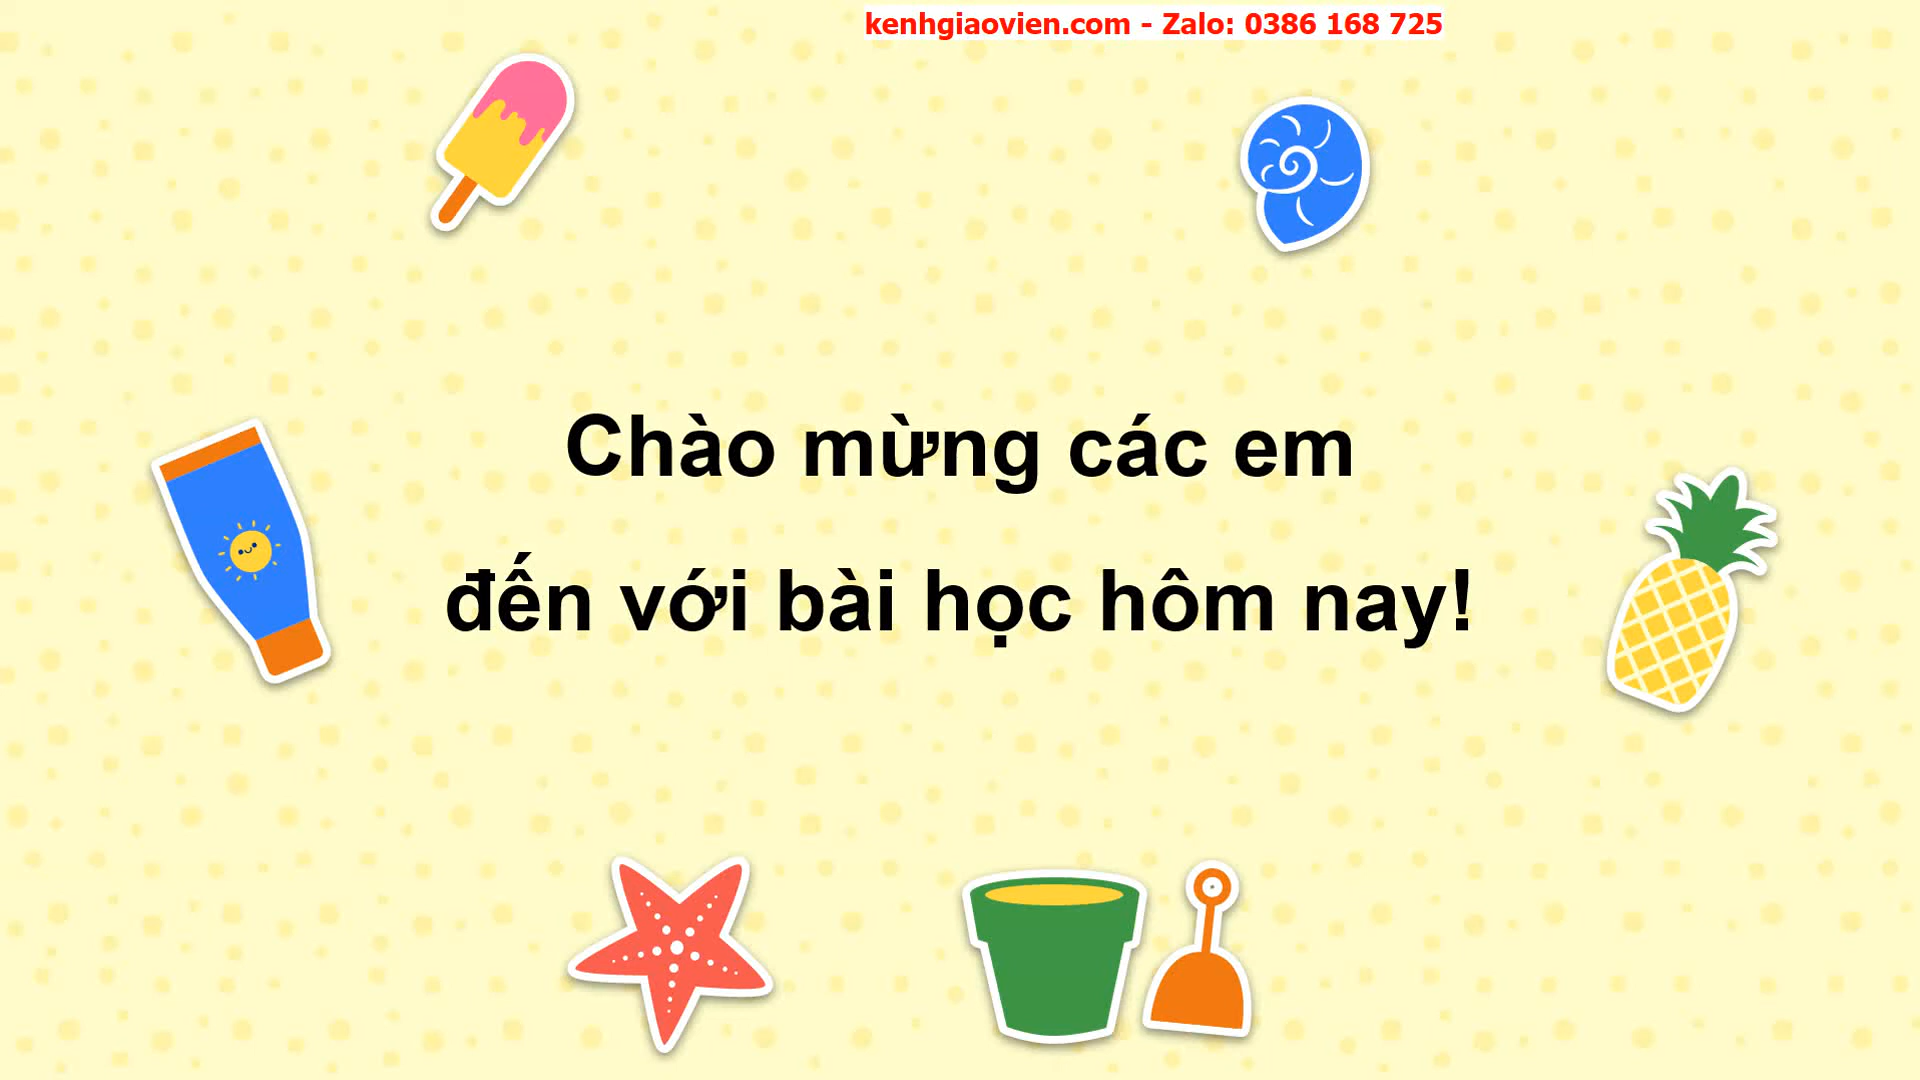 kenhgiaovien.com - Zalo: 0386 168 725
Chào mừng các em
đến với bài học hôm nay!